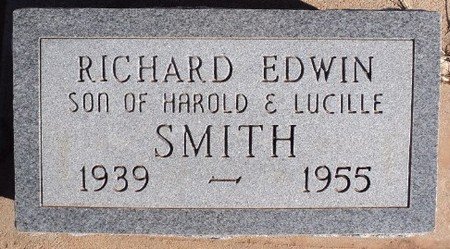 RICHARD EDWIN
SON OF HAROLD & LUCILLE
SMITH
1939 — 1955